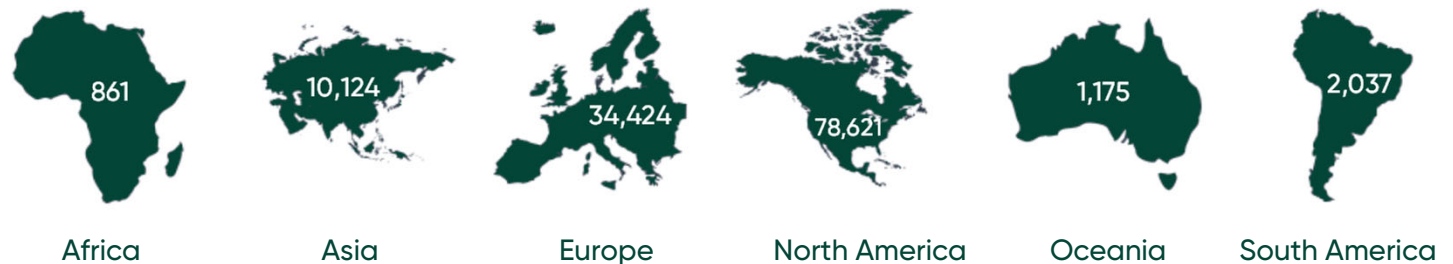 861
10,124
34,424
78,621
1,175
2,037
Africa
Asia
Europe
North America
Oceania
South America